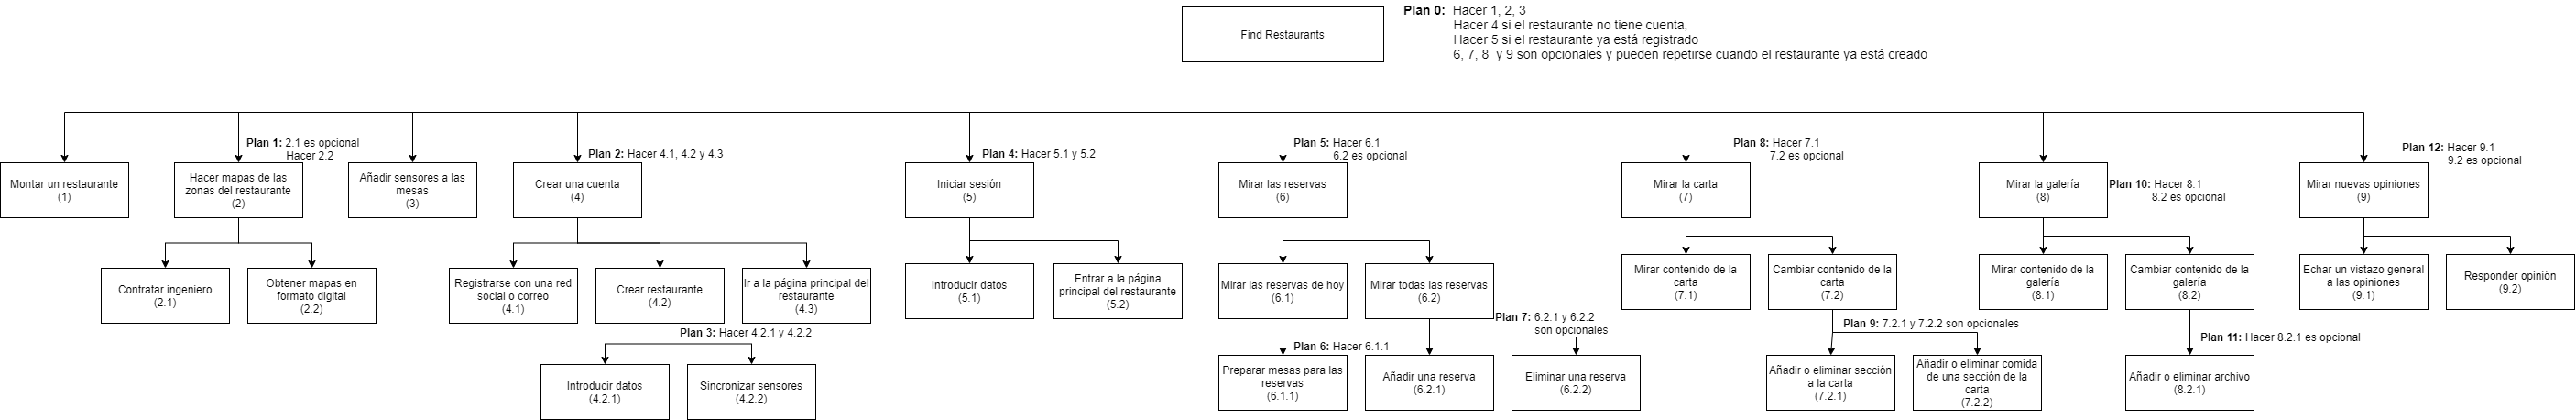 Find Restaurants
Plan 0: Hacer 1, 2, 3
Hacer 4 si el restaurante no tiene cuenta,
Hacer 5 si el restaurante ya está registrado
6, 7, 8 y 9 son opcionales y pueden repetirse cuando el restaurante ya está creado
Montar un restaurante
(1)
Plan 1: 2.1 es opcional
Hacer 2.2
Hacer mapas de las
zonas del restaurante
(2)
Añadir sensores a las
mesas
(3)
Plan 2: Hacer 4.1, 4.2 y 4.3
Crear una cuenta
(4)
Plan 4: Hacer 5.1 y 5.2
Iniciar sesión
(5)
Plan 5: Hacer 6.1
6.2 es opcional
Mirar las reservas
(6)
Plan 8: Hacer 7.1
7.2 es opcional
Mirar la carta
(7)
Mirar la galería
(8)
Plan 10: Hacer 8.1
8.2 es opcional
Plan 12: Hacer 9.1
9.2 es opcional
Mirar nuevas opiniones
(9)
Contratar ingeniero
(2.1)
Obtener mapas en
formato digital
(2.2)
Registrarse con una red
social o correo
(4.1)
Crear restaurante
(4.2)
Ir a la página principal del
restaurante
(4.3)
Introducir datos
(5.1)
Entrar a la página
principal del restaurante
(5.2)
Mirar las reservas de hoy
(6.1)
Mirar todas las reservas
(6.2)
Mirar contenido de la
carta
(7.1)
Cambiar contenido de la
carta
(7.2)
Mirar contenido de la
galería
(8.1)
Cambiar contenido de la
galería
(8.2)
Echar un vistazo general
a las opiniones
(9.1)
Responder opinión
(9.2)
Plan 3: Hacer 4.2.1 y 4.2.2
Introducir datos
(4.2.1)
Sincronizar sensores
(4.2.2)
Plan 6: Hacer 6.1.1
Preparar mesas para las
reservas
(6.1.1)
Plan 7: 6.2.1 y 6.2.2
son opcionales
Añadir una reserva
(6.2.1)
Eliminar una reserva
(6.2.2)
Plan 9: 7.2.1 y 7.2.2 son opcionales
Añadir o eliminar sección
a la carta
(7.2.1)
Añadir o eliminar comida
de una sección de la
carta
(7.2.2)
Plan 11: Hacer 8.2.1 es opcional
Añadir o eliminar archivo
(8.2.1)